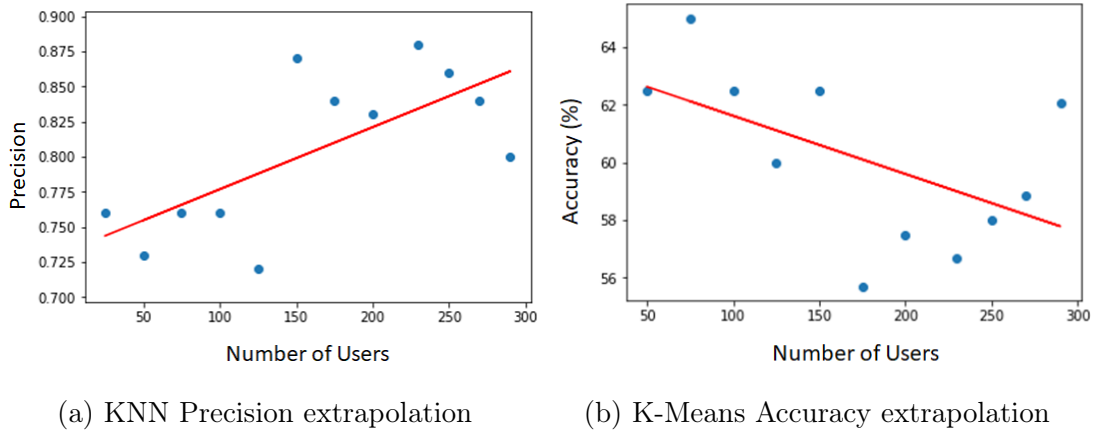 0.900
0.875
0.850
0.825
0.800
0.775
0.750
0.725
0.700
Precision
50 100 150 200 250 300
Number of Users
(a) KNN Precision extrapolation
64
62
60
58
56
Accuracy (%)
50 100 150 200 250 300
Number of Users
(b) K-Means Accuracy extrapolation